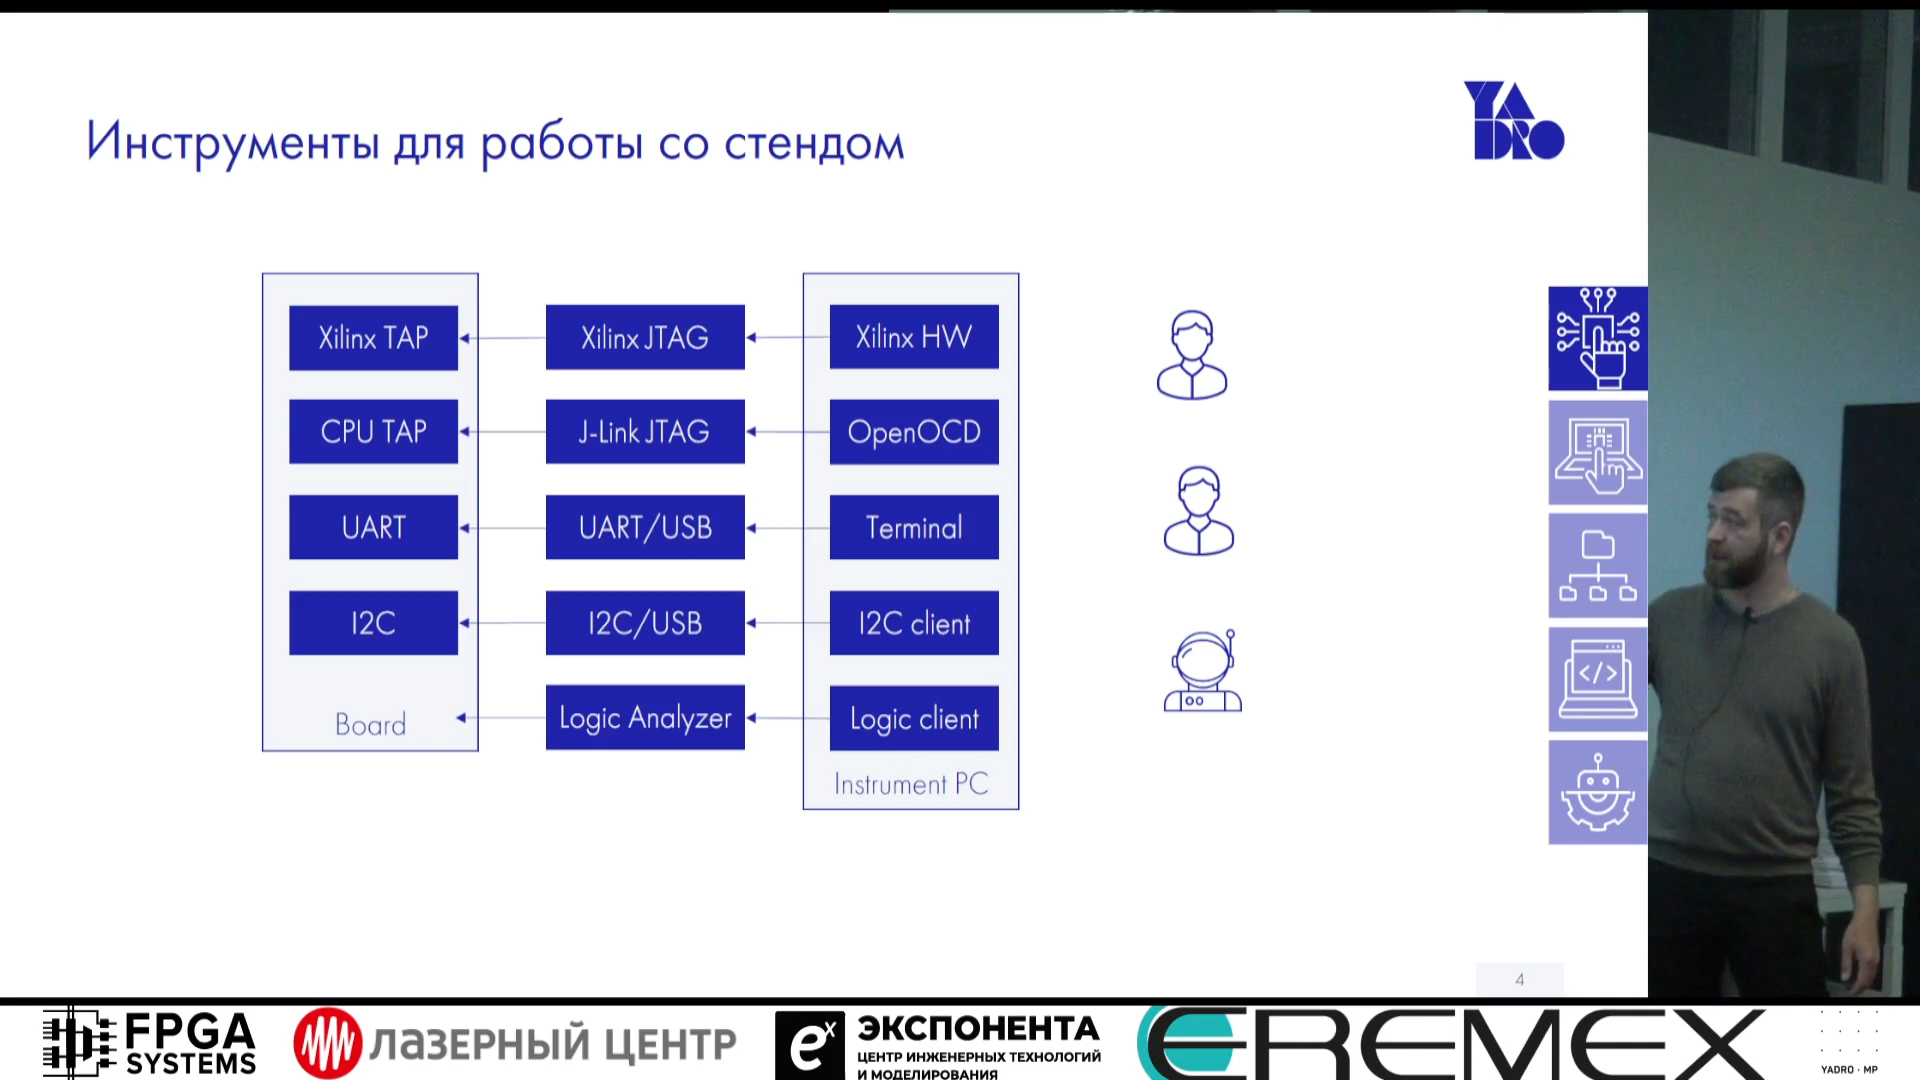 YADRO
Инструменты для работы со стендом
Xilinx TAP
Xilinx JTAG
Xilinx HW
CPU TAP
J-Link JTAG
OpenOCD
UART
UART/USB
Terminal
I2C
I2C/USB
I2C client
Board
Logic Analyzer
Logic client
Instrument PC
</>
4
FPGA
SYSTEMS
ЛАЗЕРНЫЙ ЦЕНТР
ex
ЭКСПОНЕНТА
ЦЕНТР ИНЖЕНЕРНЫХ ТЕХНОЛОГИЙ
И МОДЕЛИРОВАНИЯ
EREMEX
YADRO · MP